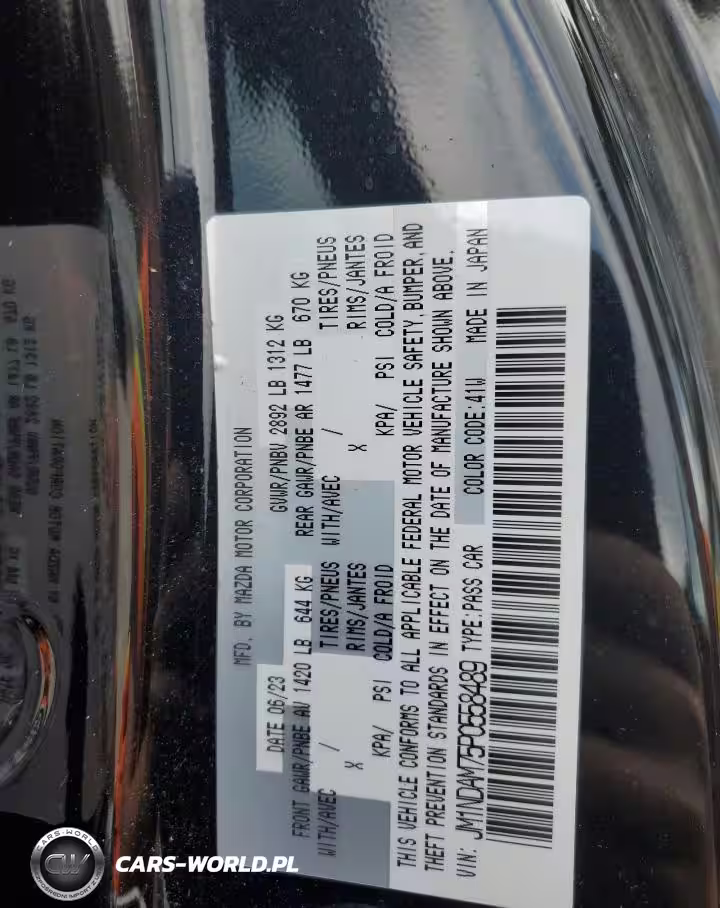 MFD. BY MAZDA MOTOR CORPORATION
DATE 06/23 GVWR/PNBV 2892 LB 1312 KG
FRONT GAWR/PNBE AV 1420 LB 644 KG REAR GAWR/PNBE AR 1477 LB 670 KG
WITH/AVEC / TIRES/PNEUS WITH/AVEC / TIRES/PNEUS
X RIMS/JANTES X RIMS/JANTES
KPA/ PSI COLD/A FROID KPA/ PSI COLD/A FROID
THIS VEHICLE CONFORMS TO ALL APPLICABLE FEDERAL MOTOR VEHICLE SAFETY, BUMPER, AND
THEFT PREVENTION STANDARDS IN EFFECT ON THE DATE OF MANUFACTURE SHOWN ABOVE.
VIN: JM1NDAM75P0558489 TYPE:PASS CAR COLOR CODE:41W MADE IN JAPAN
CARS-WORLD
CW
CARS-WORLD.PL